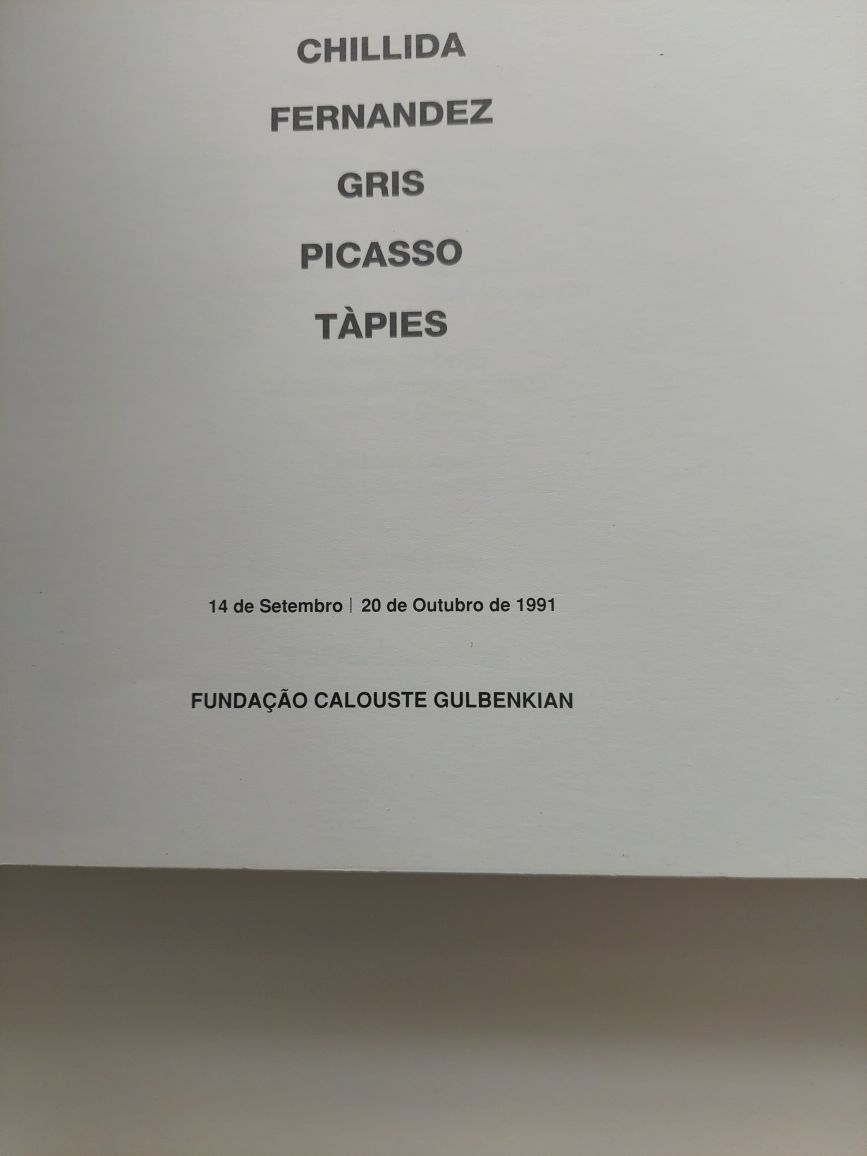 CHILLIDA
FERNANDEZ
GRIS
PICASSO
TÀPIES
14 de Setembro | 20 de Outubro de 1991
FUNDAÇÃO CALOUSTE GULBENKIAN